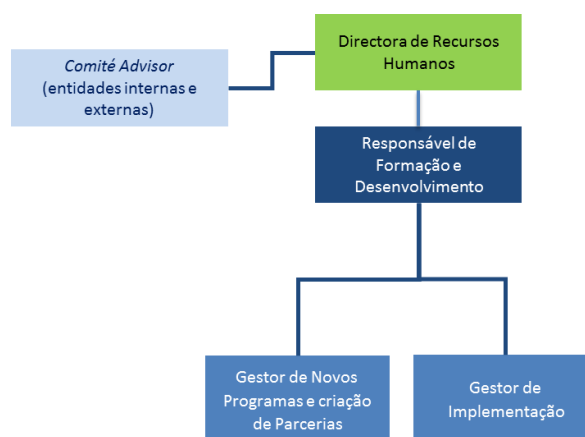 Directora de Recursos
Humanos
Comité Advisor
(entidades internas e
externas)
Responsável de
Formação e
Desenvolvimento
Gestor de Novos
Programas e criação
de Parcerias
Gestor de
Implementação